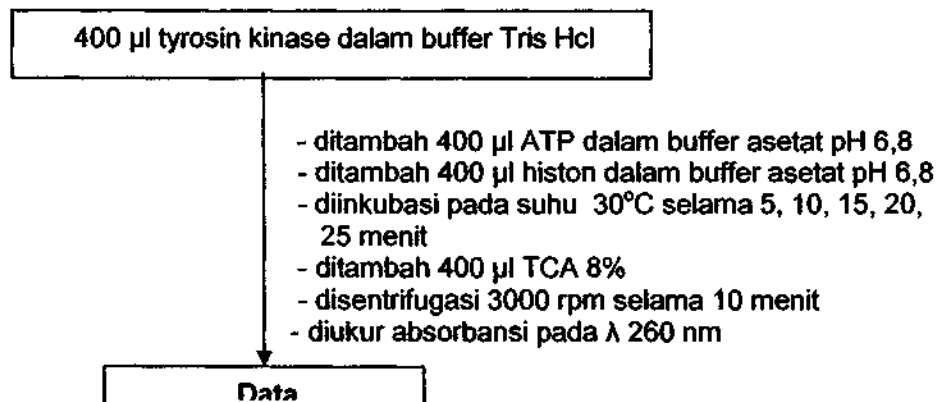 400 µl tyrosin kinase dalam buffer Tris Hcl
- ditambah 400 µl ATP dalam buffer asetat pH 6,8
- ditambah 400 µl histon dalam buffer asetat pH 6,8
- diinkubasi pada suhu 30°C selama 5, 10, 15, 20,
25 menit
- ditambah 400 µl TCA 8%
- disentrifugasi 3000 rpm selama 10 menit
- diukur absorbansi pada λ 260 nm
Data